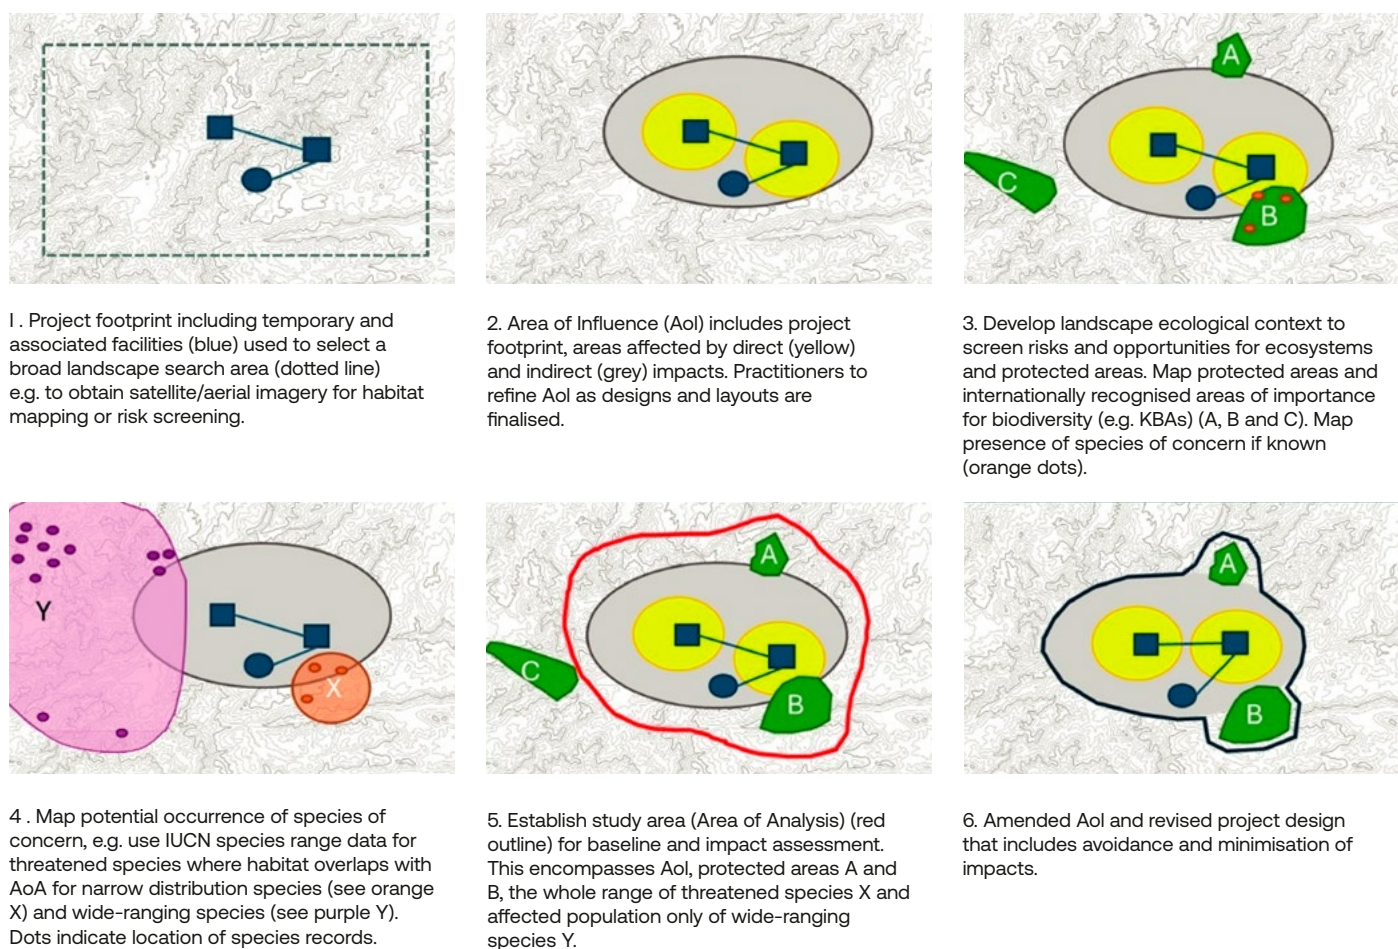 A
C
B
1 . Project footprint including temporary and
associated facilities (blue) used to select a
broad landscape search area (dotted line)
e.g. to obtain satellite/aerial imagery for habitat
mapping or risk screening.
2. Area of Influence (AoI) includes project
footprint, areas affected by direct (yellow)
and indirect (grey) impacts. Practitioners to
refine AoI as designs and layouts are
finalised.
3. Develop landscape ecological context to
screen risks and opportunities for ecosystems
and protected areas. Map protected areas and
internationally recognised areas of importance
for biodiversity (e.g. KBAs) (A, B and C). Map
presence of species of concern if known
(orange dots).
Y
X
A
C
B
A
B
4 . Map potential occurrence of species of
concern, e.g. use IUCN species range data for
threatened species where habitat overlaps with
AoA for narrow distribution species (see orange
X) and wide-ranging species (see purple Y).
Dots indicate location of species records.
5. Establish study area (Area of Analysis) (red
outline) for baseline and impact assessment.
This encompasses AoI, protected areas A and
B, the whole range of threatened species X and
affected population only of wide-ranging
species Y.
6. Amended AoI and revised project design
that includes avoidance and minimisation of
impacts.